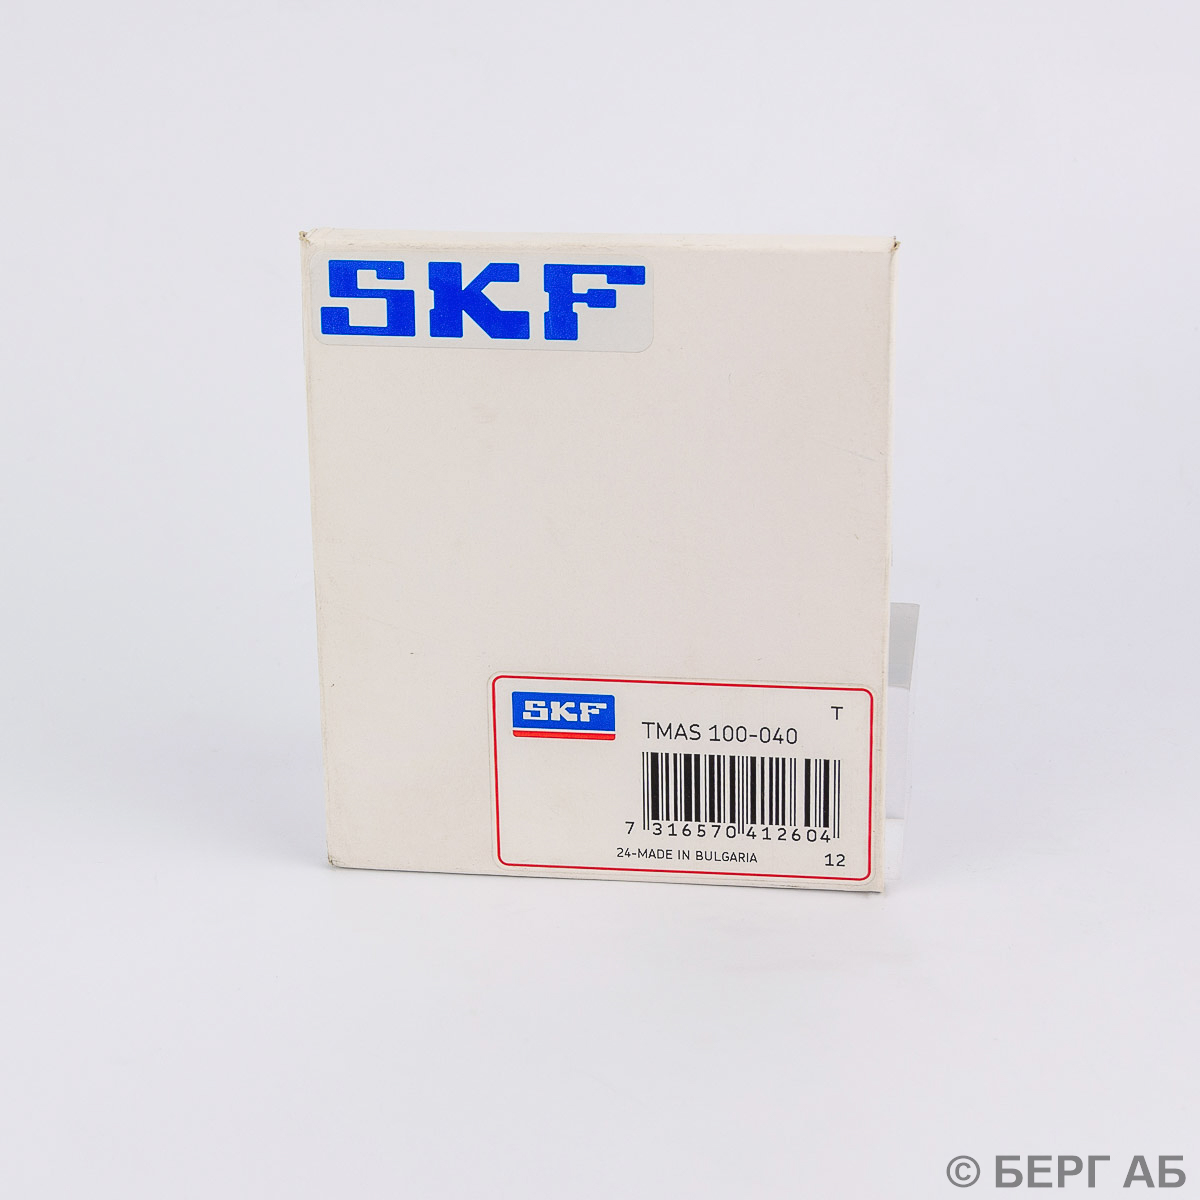 SKF
SKF
T
TMAS 100-040
7 316570 412604
24-MADE IN BULGARIA
12
© БЕРГ АБ